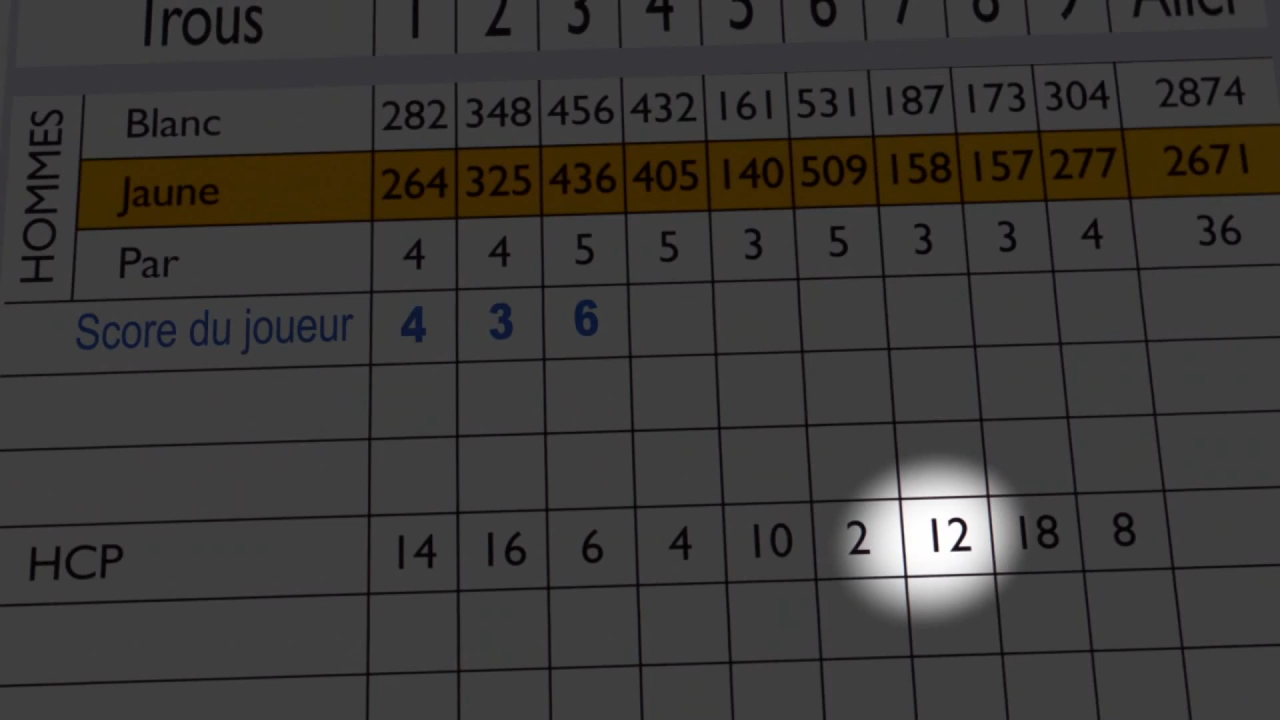 Trous 1 2 3 4 5 6 7 8 9 Aller
HOMMES
Blanc 282 348 456 432 161 531 187 173 304 2874
Jaune 264 325 436 405 140 509 158 157 277 2671
Par 4 4 5 5 3 5 3 3 4 36
Score du joueur 4 3 6
HCP 14 16 6 4 10 2 12 18 8